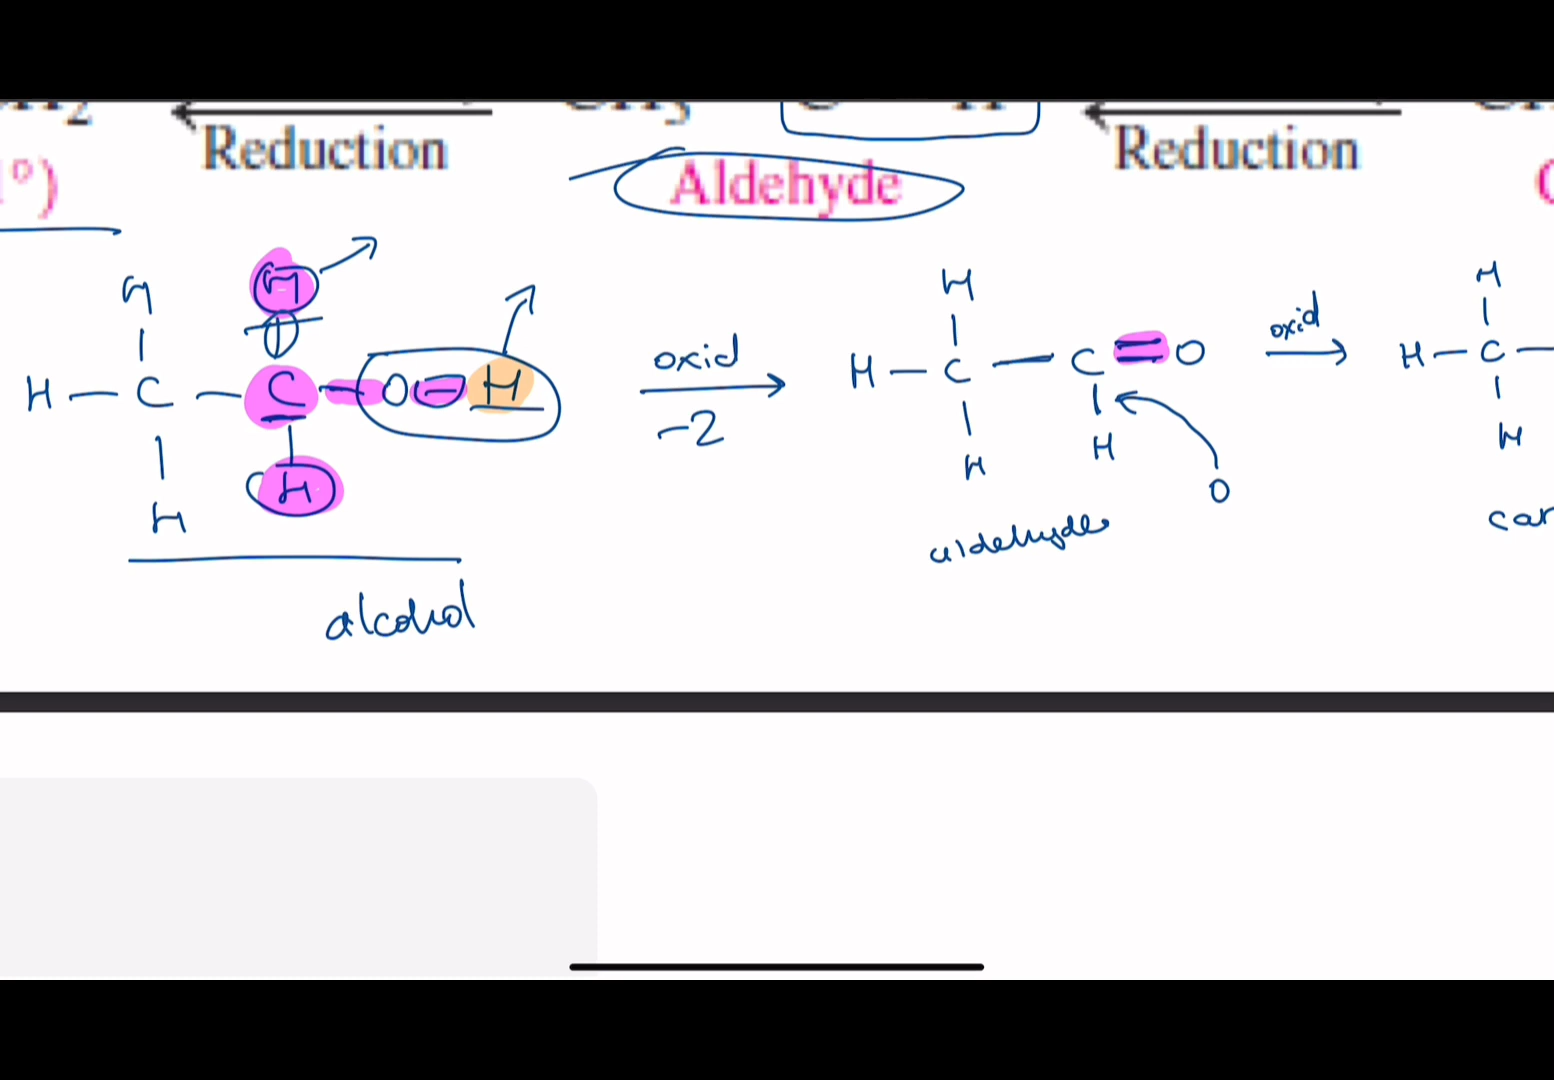 Reduction
Reduction
Aldehyde
°)
H
H
H
H
H
oxid
oxid
H — C — C — O — H
H — C — C = O
H — C —
-2
H
H
H
H
H
H
O
aldehyde
car
alcohol